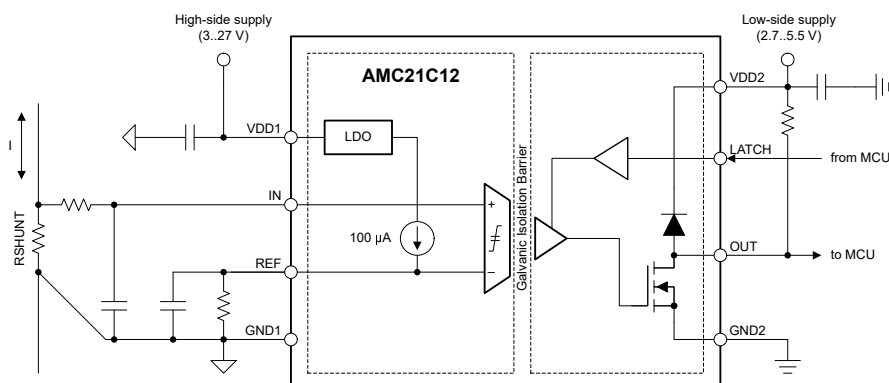 High-side supply
(3..27 V)
Low-side supply
(2.7..5.5 V)
AMC21C12
VDD1
LDO
VDD2
LATCH
from MCU
I
RSHUNT
IN
+
100 µA
Galvanic Isolation Barrier
REF
–
OUT
to MCU
GND1
GND2